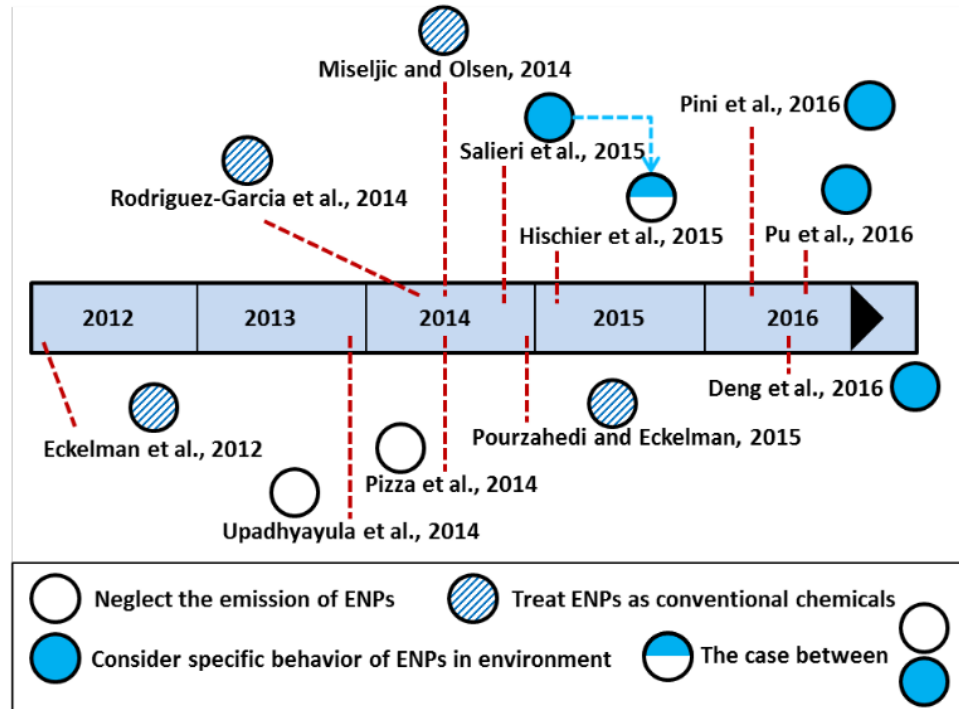 Miseljic and Olsen, 2014
Pini et al., 2016
Salieri et al., 2015
Rodriguez-Garcia et al., 2014
Hischier et al., 2015
Pu et al., 2016
2012
2013
2014
2015
2016
Deng et al., 2016
Eckelman et al., 2012
Pourzahedi and Eckelman, 2015
Pizza et al., 2014
Upadhyayula et al., 2014
Neglect the emission of ENPs
Treat ENPs as conventional chemicals
Consider specific behavior of ENPs in environment
The case between